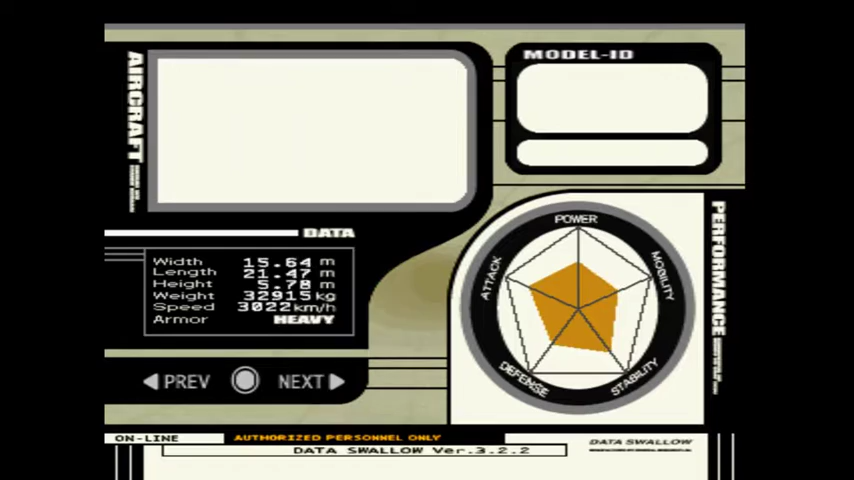 AIRCRAFT
MODEL-ID
DATA
Width 15.64 m
Length 21.47 m
Height 5.78 m
Weight 32915kg
Speed 3022km/h
Armor HEAVY
PREV
NEXT
PERFORMANCE
POWER
MOBILITY
STABILITY
DEFENSE
ATTACK
ON-LINE
AUTHORIZED PERSONNEL ONLY
DATA SWALLOW
DATA SWALLOW Ver.3.2.2